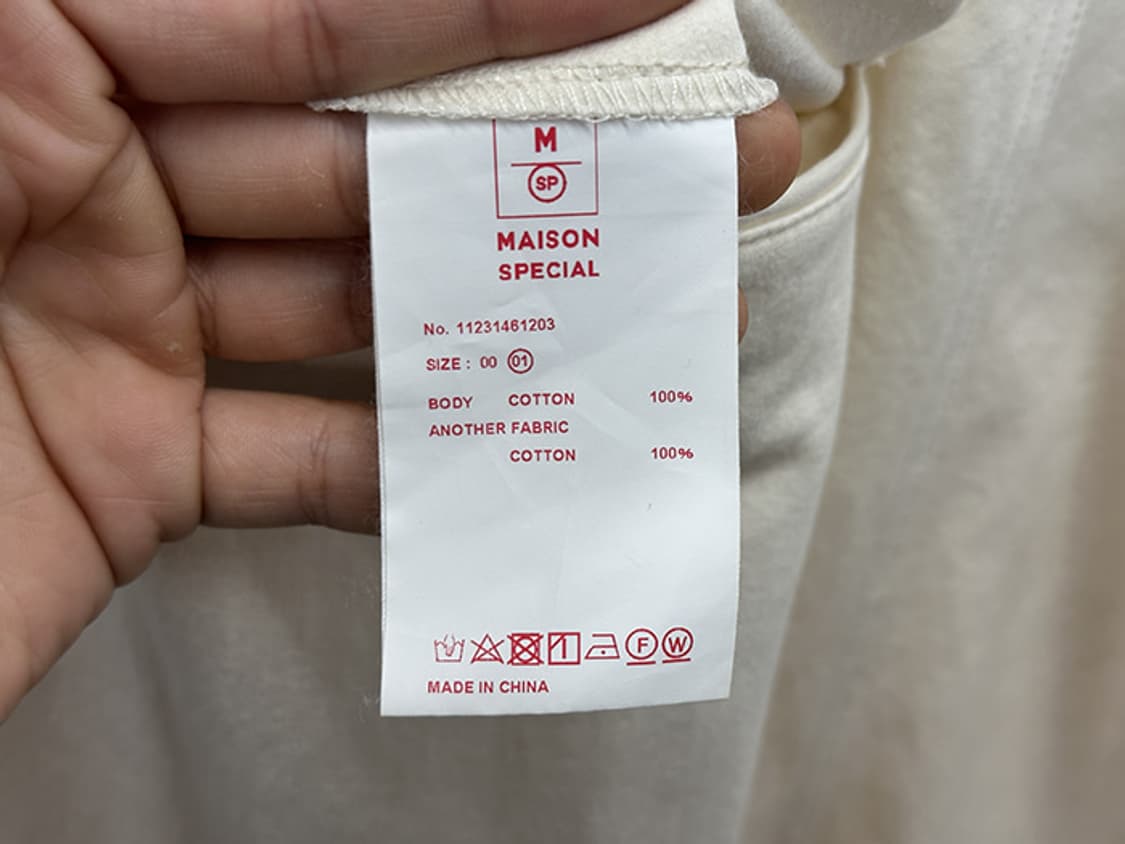 M
SP
MAISON
SPECIAL
No. 11231461203
SIZE : 00 01
BODY COTTON 100%
ANOTHER FABRIC
COTTON 100%
F W
MADE IN CHINA